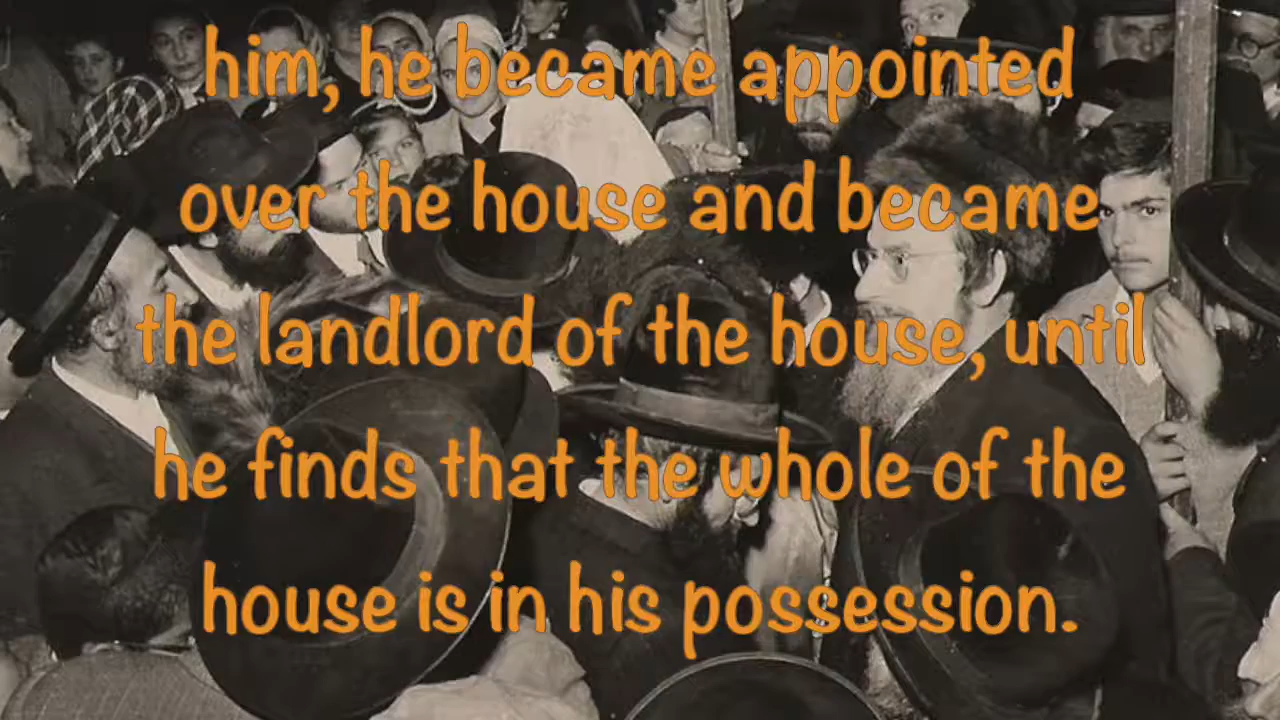 him, he became appointed
over the house and became
the landlord of the house, until
he finds that the whole of the
house is in his possession.